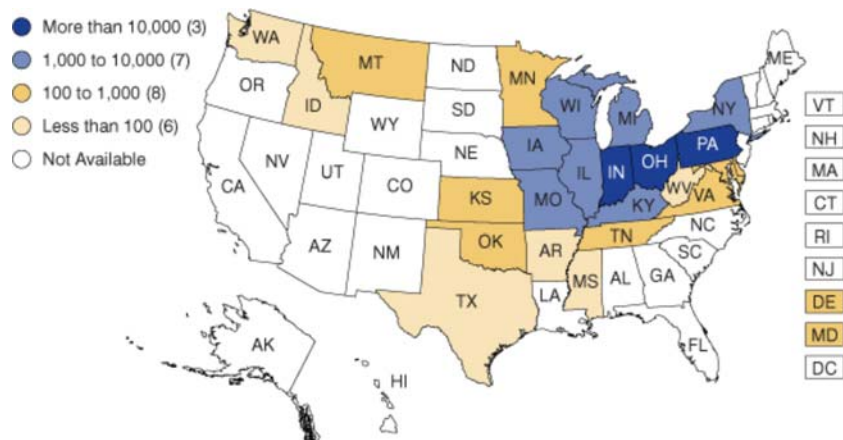 More than 10,000 (3)
1,000 to 10,000 (7)
100 to 1,000 (8)
Less than 100 (6)
Not Available
WA
MT
ND
MN
ME
OR
ID
SD
WI
MI
NY
WY
VT
NH
MA
CT
RI
NJ
DE
MD
DC
NE
IA
PA
NV
UT
IL
IN
OH
CA
CO
KS
MO
KY
WV
VA
AZ
NM
OK
AR
TN
NC
SC
TX
LA
MS
AL
GA
AK
HI
FL